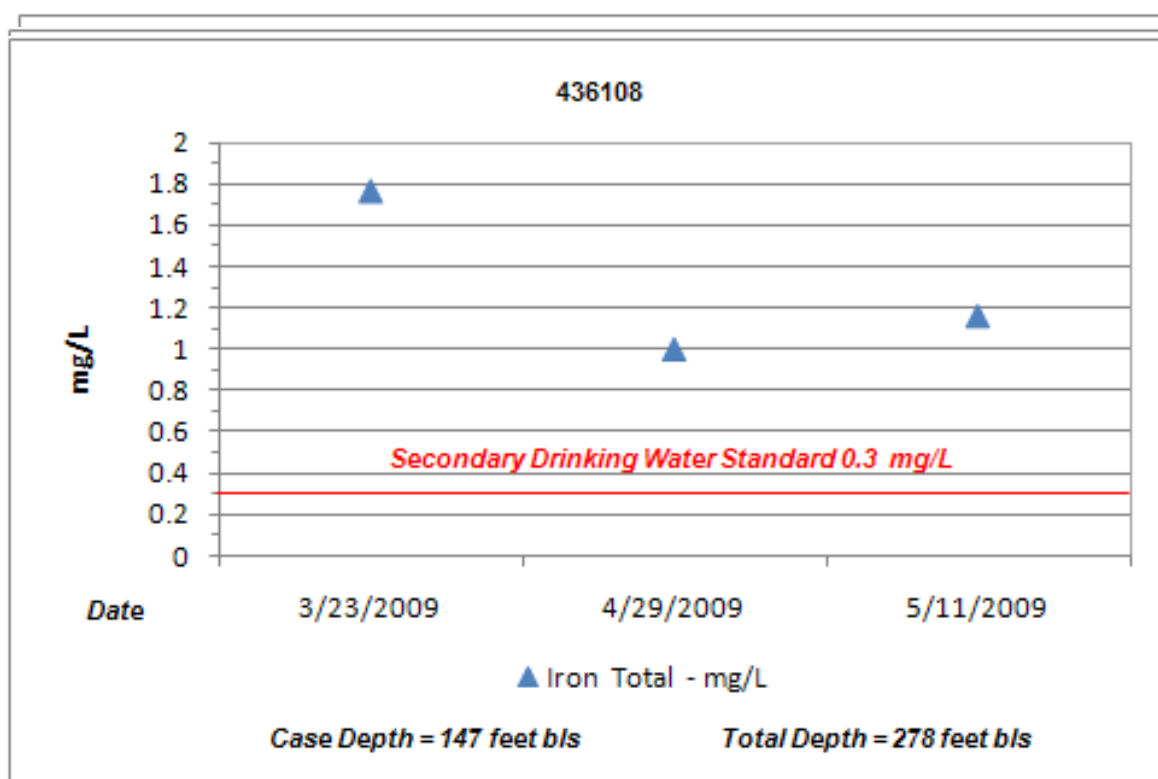 436108
2
1.8
1.6
1.4
1.2
1
0.8
0.6
0.4
0.2
0
mg/L
Secondary Drinking Water Standard 0.3 mg/L
Date 3/23/2009 4/29/2009 5/11/2009
Iron Total - mg/L
Case Depth = 147 feet bls Total Depth = 278 feet bls